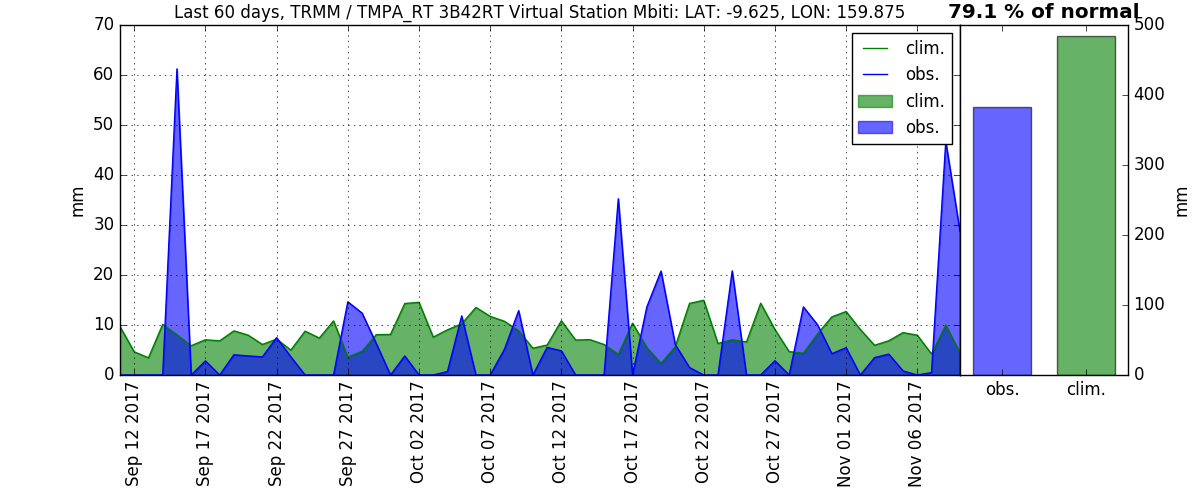 Last 60 days, TRMM / TMPA_RT 3B42RT Virtual Station Mbiti: LAT: -9.625, LON: 159.875
79.1 % of normal
70
60
50
40
30
20
10
0
mm
clim.
obs.
clim.
obs.
500
400
300
200
100
0
mm
obs.
clim.
Sep 12 2017
Sep 17 2017
Sep 22 2017
Sep 27 2017
Oct 02 2017
Oct 07 2017
Oct 12 2017
Oct 17 2017
Oct 22 2017
Oct 27 2017
Nov 01 2017
Nov 06 2017